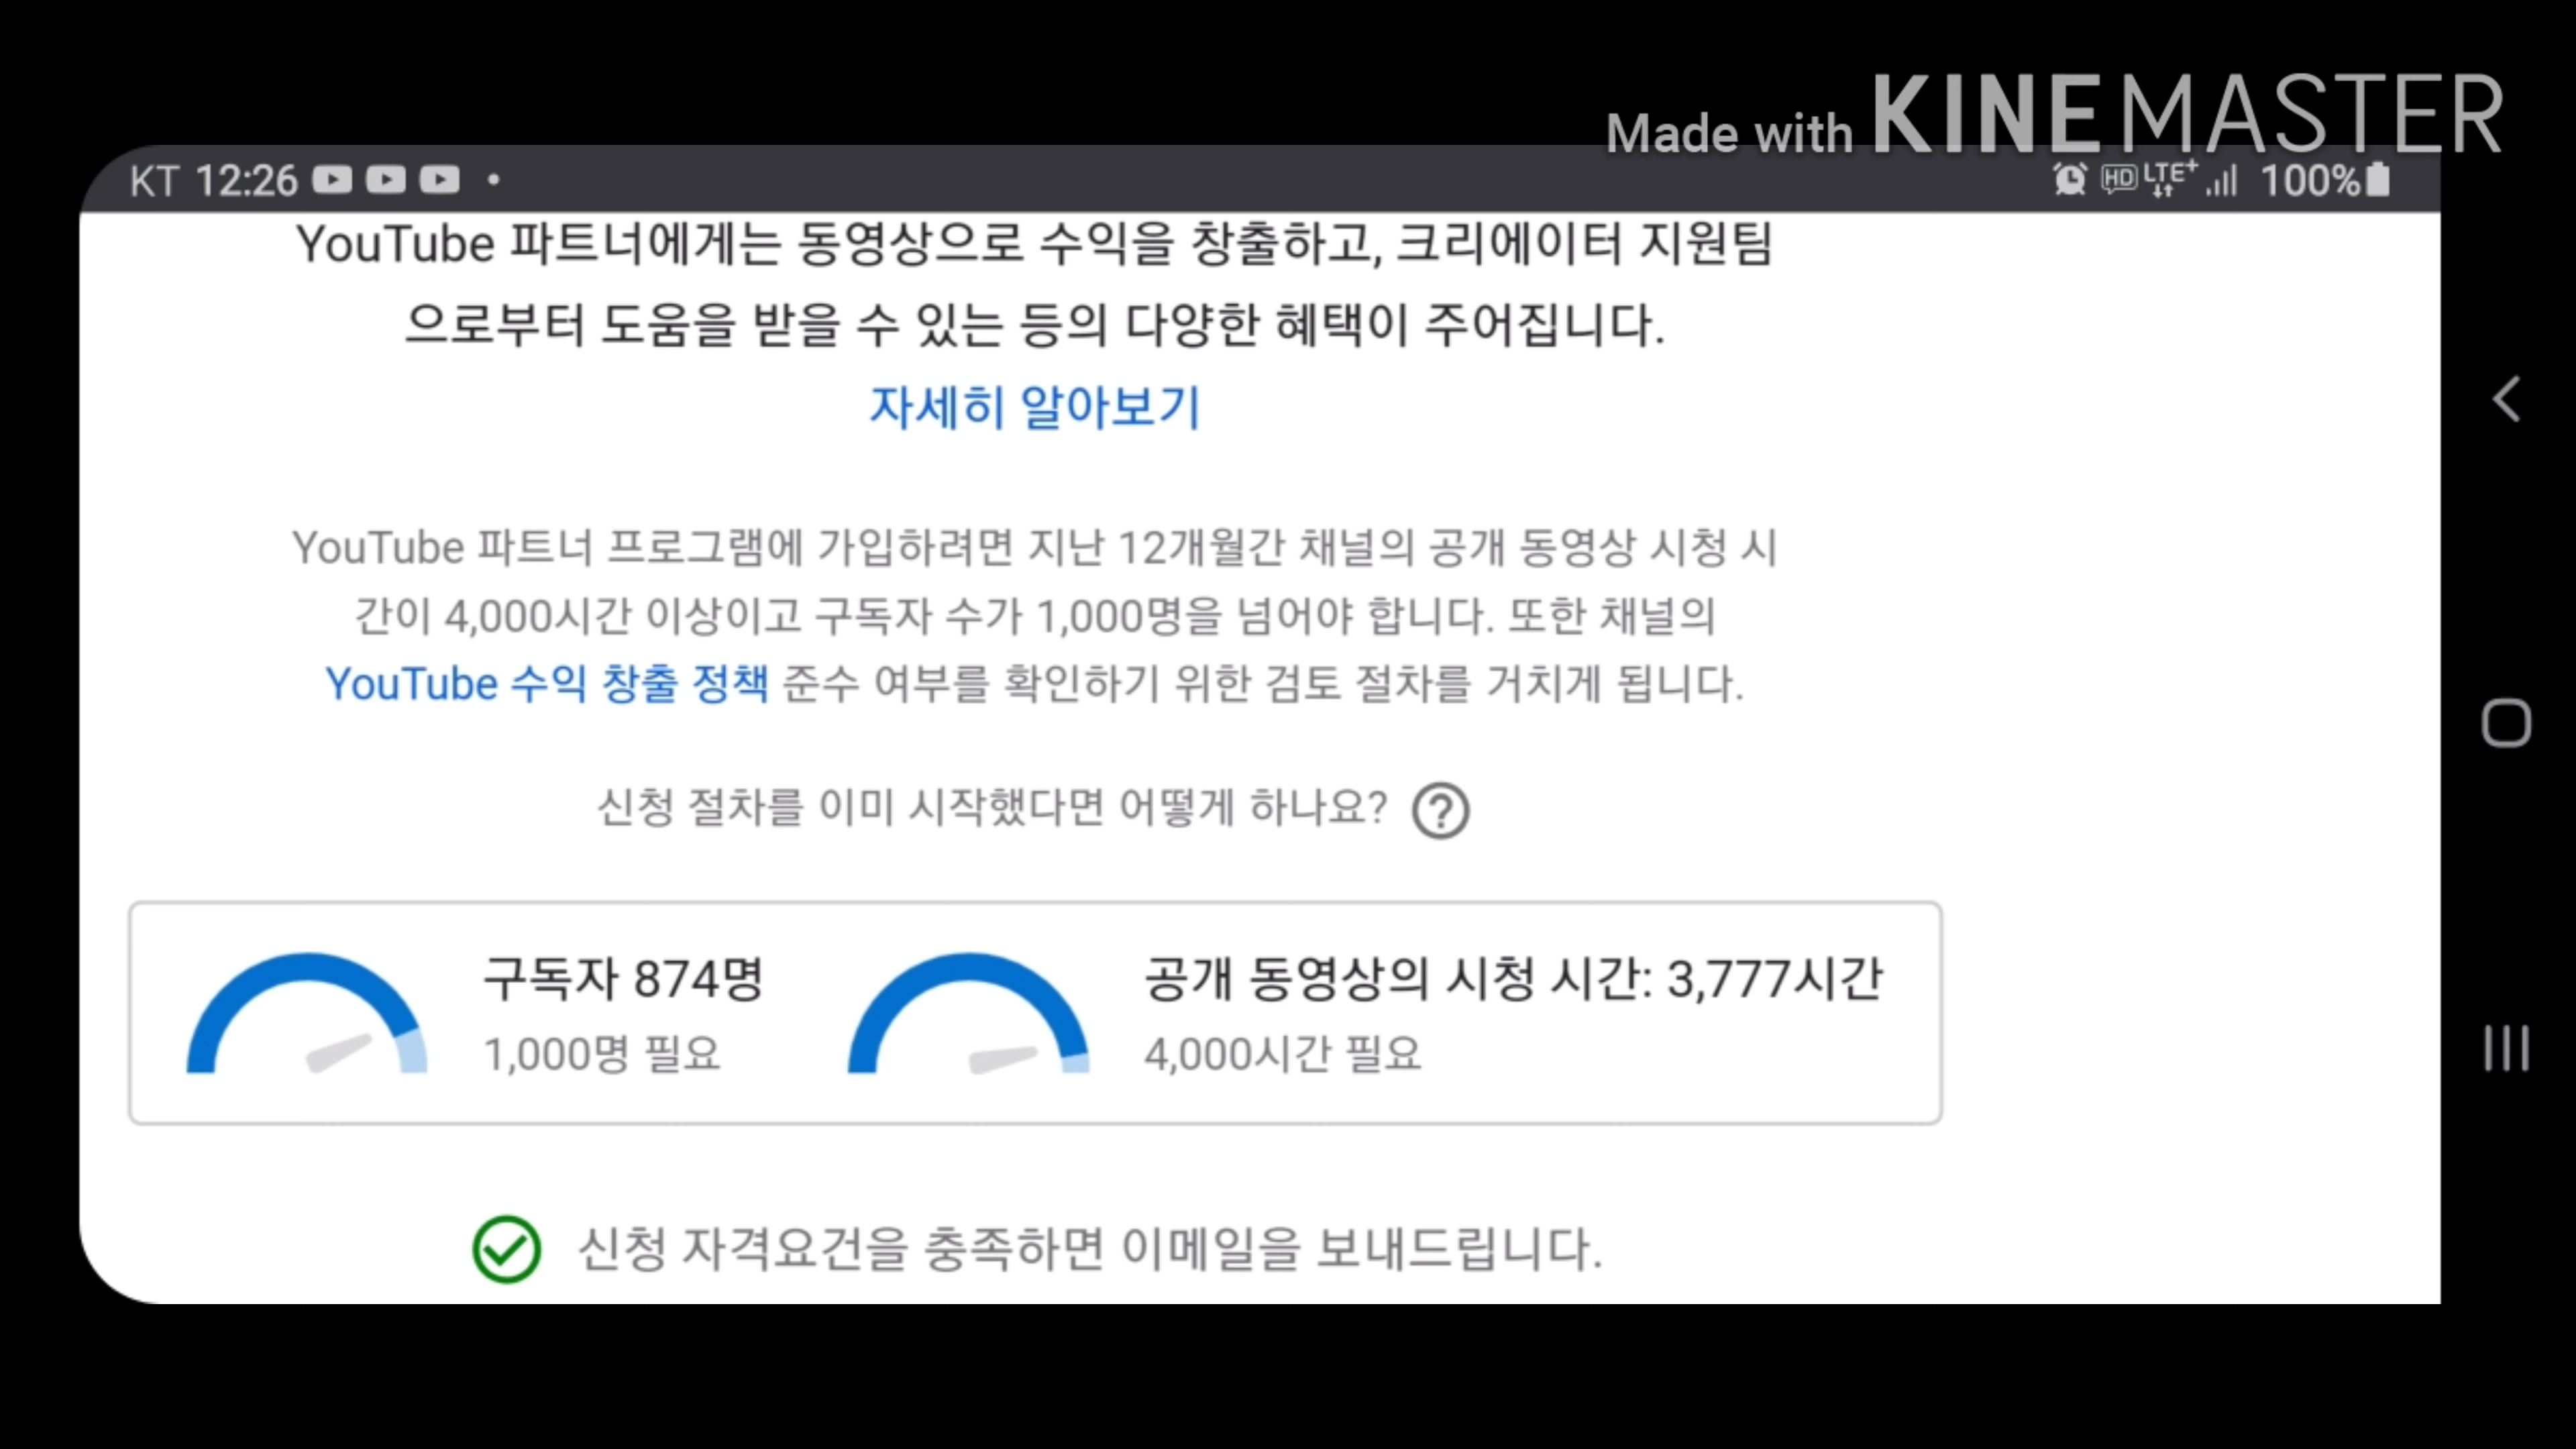 Made with KINEMASTER
KT 12:26 HD LTE+ 100%
YouTube 파트너에게는 동영상으로 수익을 창출하고, 크리에이터 지원팀
으로부터 도움을 받을 수 있는 등의 다양한 혜택이 주어집니다.
자세히 알아보기
YouTube 파트너 프로그램에 가입하려면 지난 12개월간 채널의 공개 동영상 시청 시
간이 4,000시간 이상이고 구독자 수가 1,000명을 넘어야 합니다. 또한 채널의
YouTube 수익 창출 정책 준수 여부를 확인하기 위한 검토 절차를 거치게 됩니다.
신청 절차를 이미 시작했다면 어떻게 하나요? ?
구독자 874명
1,000명 필요
공개 동영상의 시청 시간: 3,777시간
4,000시간 필요
신청 자격요건을 충족하면 이메일을 보내드립니다.